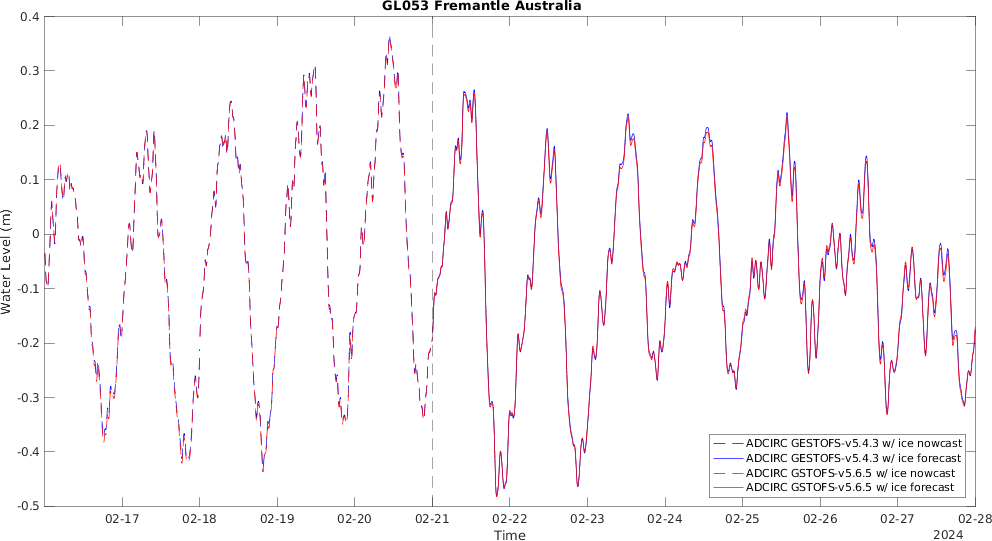 GL053 Fremantle Australia
0.4
0.3
0.2
0.1
0
-0.1
-0.2
-0.3
-0.4
-0.5
Water Level (m)
ADCIRC GESTOFS-v5.4.3 w/ ice nowcast
ADCIRC GESTOFS-v5.4.3 w/ ice forecast
ADCIRC GSTOFS-v5.6.5 w/ ice nowcast
ADCIRC GSTOFS-v5.6.5 w/ ice forecast
02-17 02-18 02-19 02-20 02-21 02-22 02-23 02-24 02-25 02-26 02-27 02-28
Time
2024